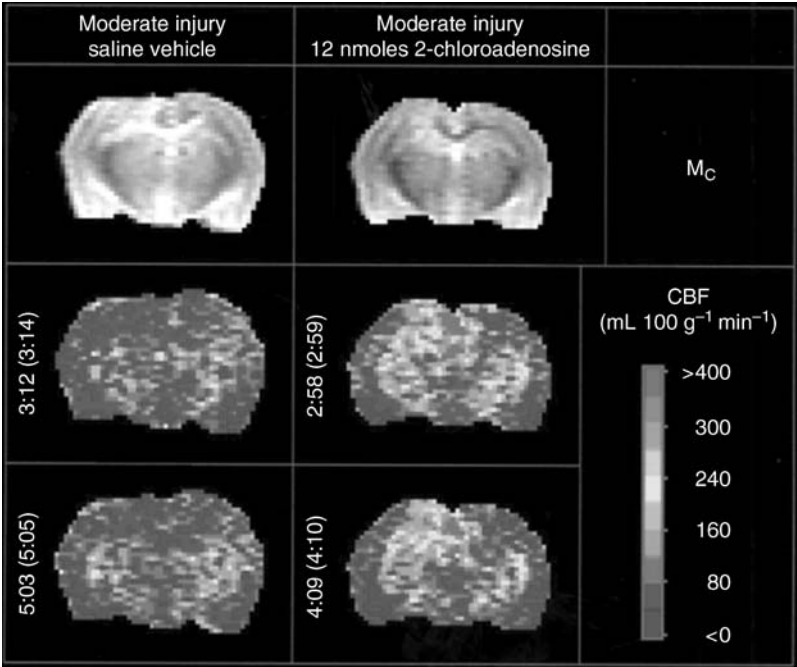 Moderate injury
saline vehicle
Moderate injury
12 nmoles 2-chloroadenosine
M_C
3:12 (3:14)
2:58 (2:59)
CBF
(mL 100 g⁻¹ min⁻¹)
>400
300
240
160
80
<0
5:03 (5:05)
4:09 (4:10)